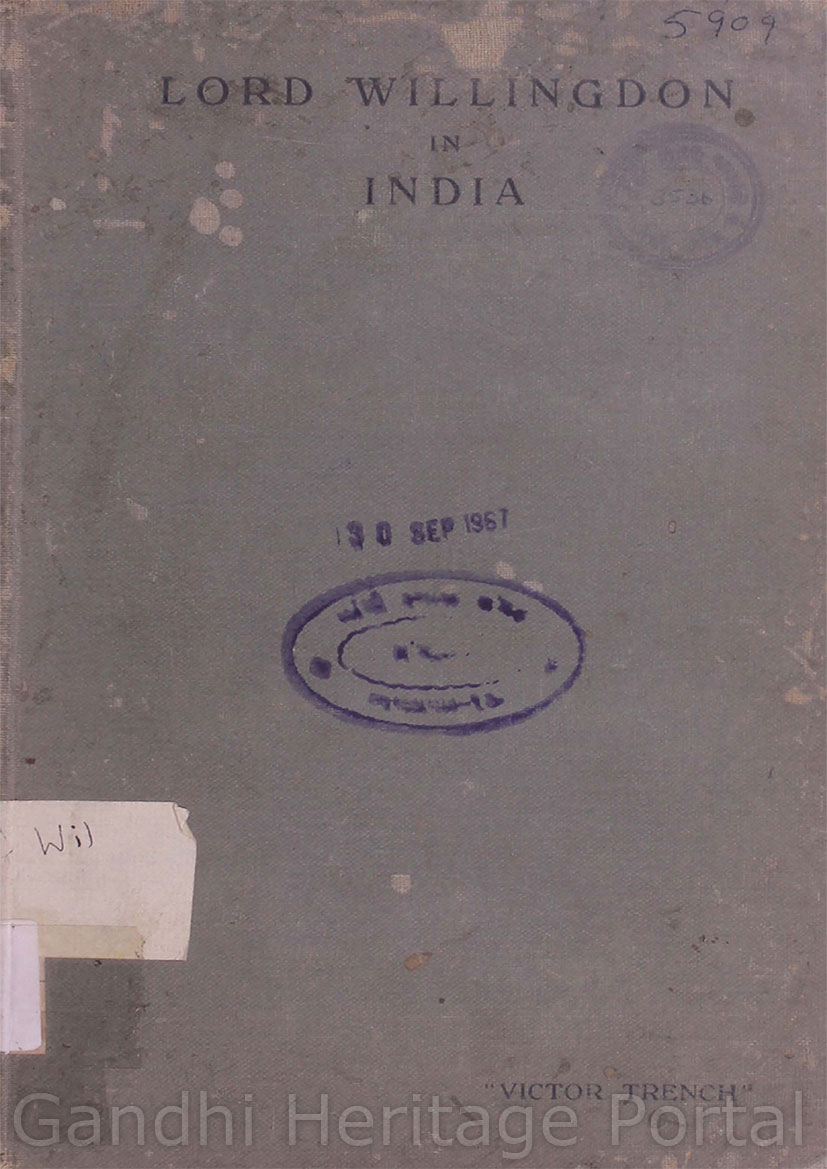 5909
LORD WILLINGDON
IN
INDIA
30 SEP 1967
Wil
"VICTOR TRENCH"
Gandhi Heritage Portal